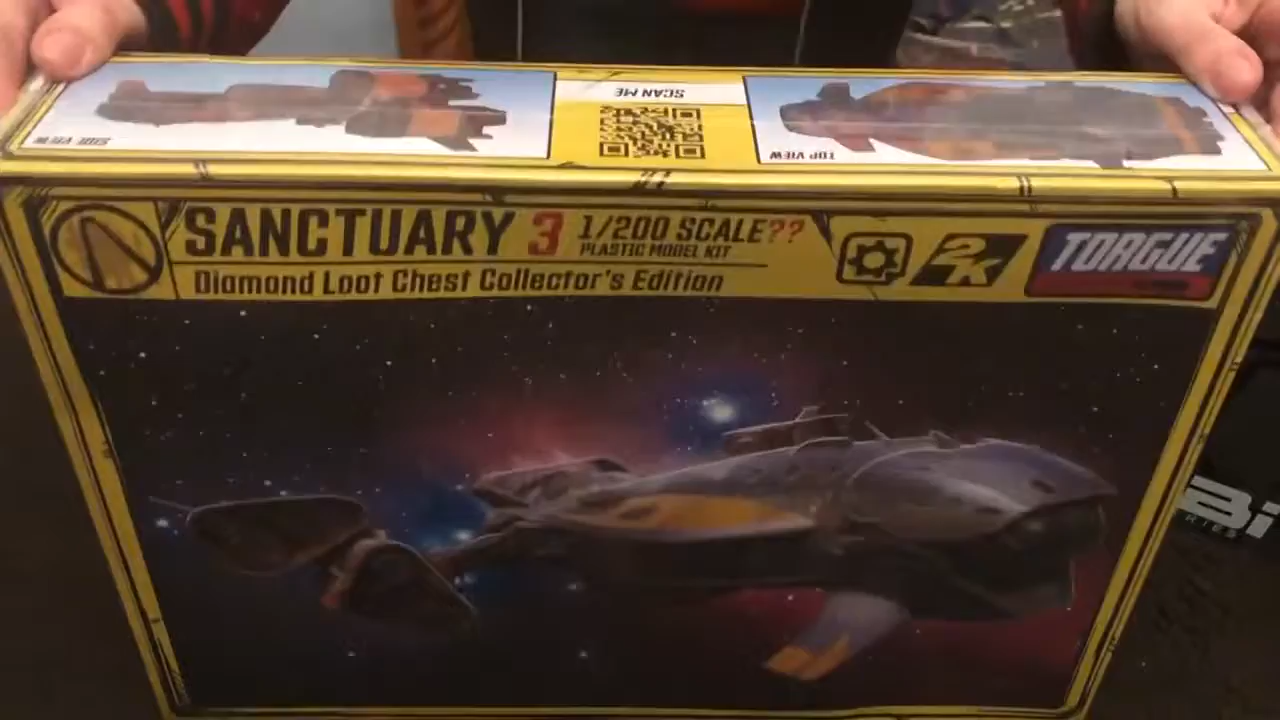 SCAN ME
SIDE VIEW
TOP VIEW
SANCTUARY 3 1/200 SCALE??
PLASTIC MODEL KIT
Diamond Loot Chest Collector's Edition
2K
TORGUE
Bi